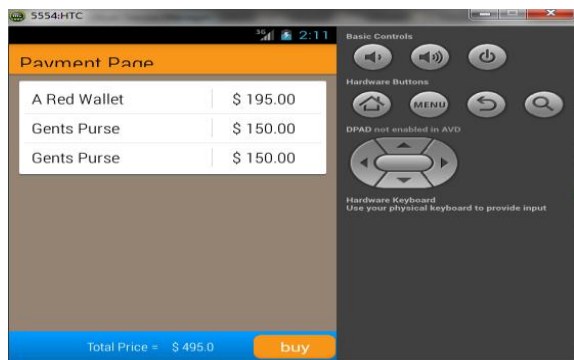 5554:HTC
3G 2:11
Payment Page
A Red Wallet $ 195.00
Gents Purse $ 150.00
Gents Purse $ 150.00
Total Price = $ 495.0 buy
Basic Controls
Hardware Buttons
MENU
DPAD not enabled in AVD
Hardware Keyboard
Use your physical keyboard to provide input